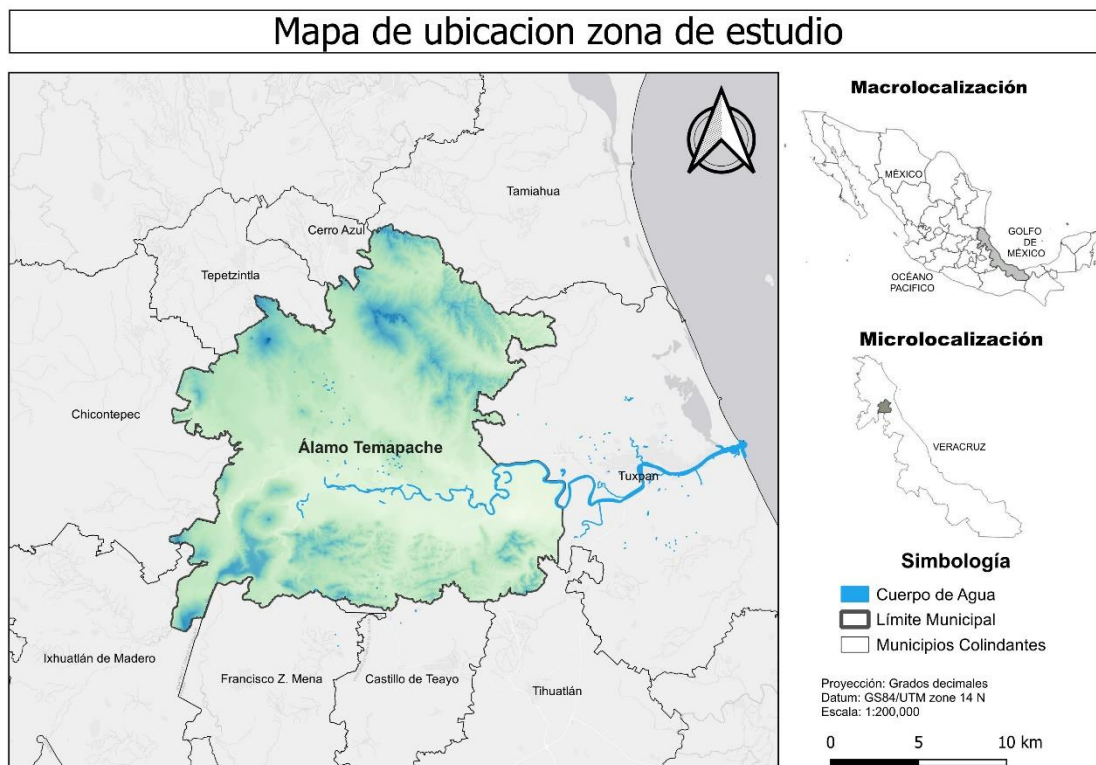 Mapa de ubicacion zona de estudio
Tamiahua
Cerro Azul
Tepetzintla
Chicontepec
Álamo Temapache
Tuxpan
Ixhuatlán de Madero
Francisco Z. Mena
Castillo de Teayo
Tihuatlán
Macrolocalización
MÉXICO
GOLFO
DE
MÉXICO
OCÉANO
PACIFICO
Microlocalización
VERACRUZ
Simbología
Cuerpo de Agua
Límite Municipal
Municipios Colindantes
Proyección: Grados decimales
Datum: GS84/UTM zone 14 N
Escala: 1:200,000
0 5 10 km